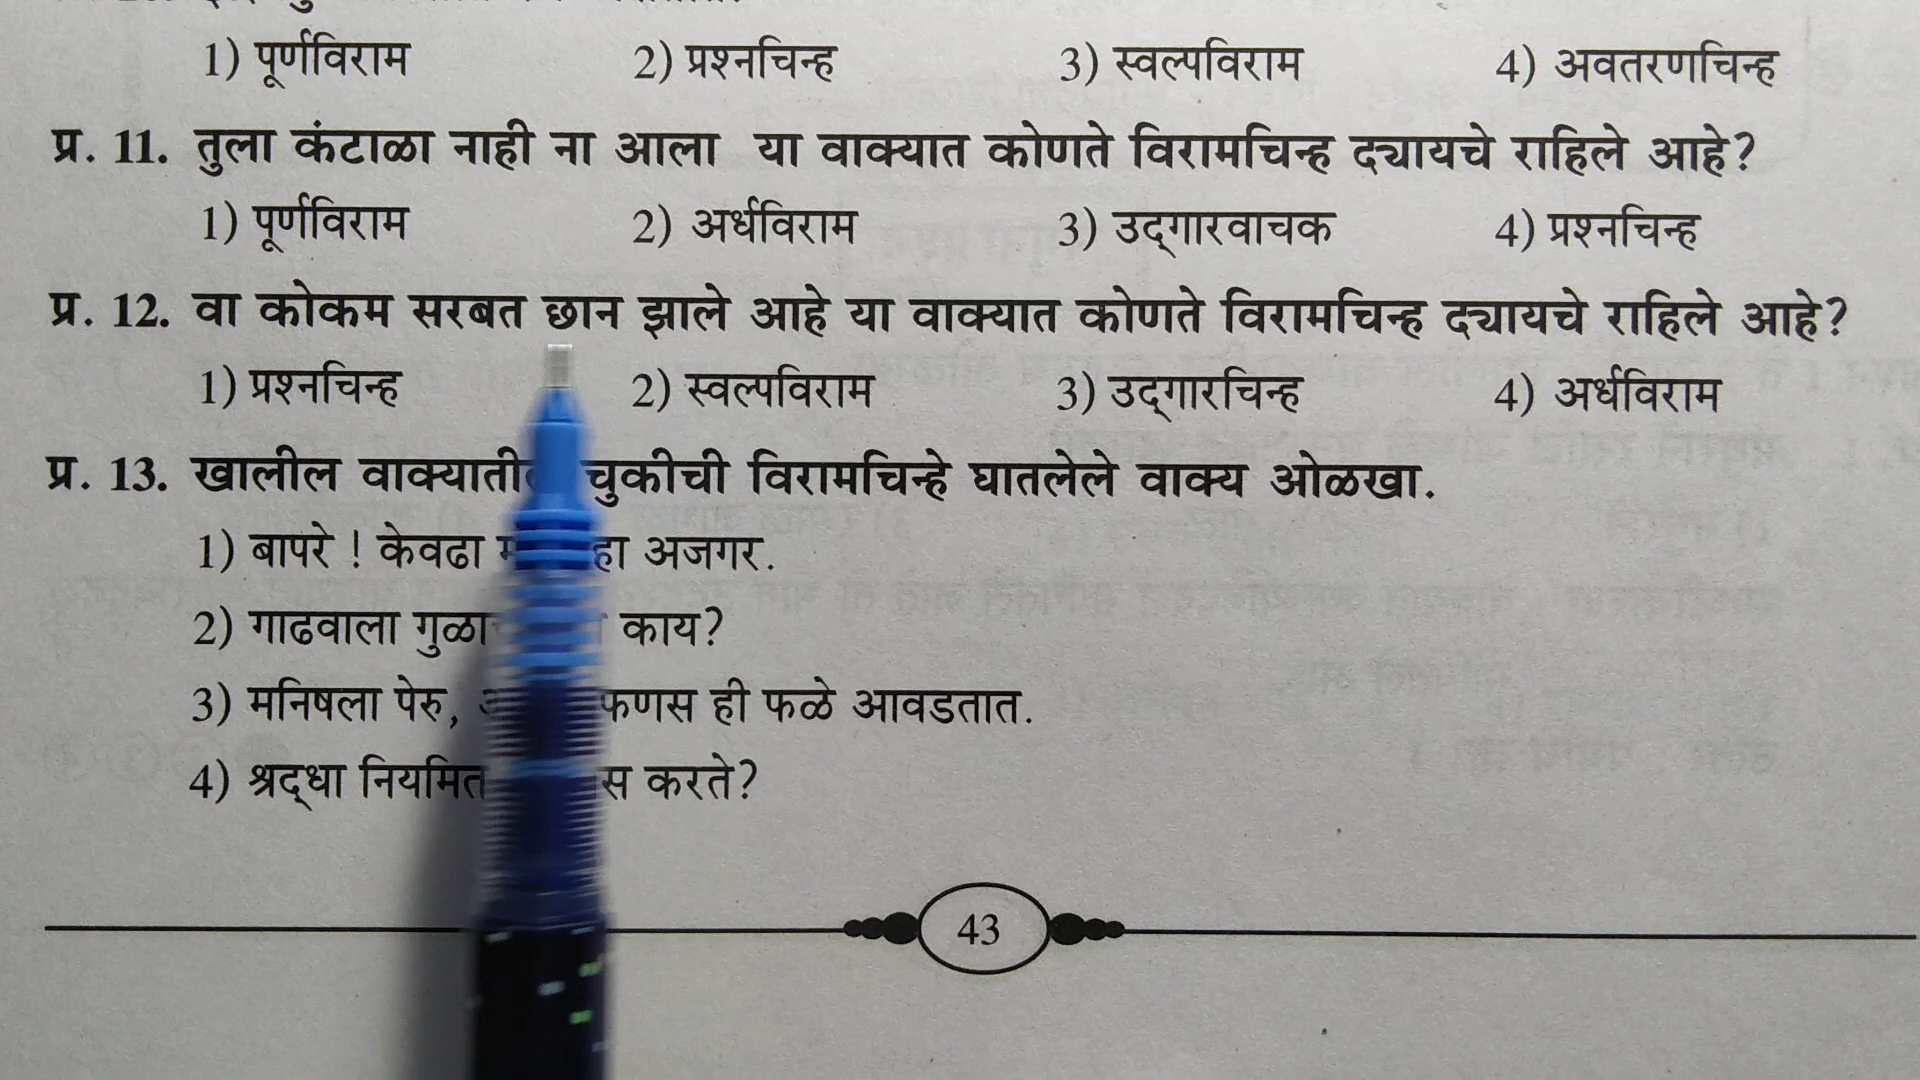 1) पूर्णविराम 2) प्रश्नचिन्ह 3) स्वल्पविराम 4) अवतरणचिन्ह
प्र. 11. तुला कंटाळा नाही ना आला या वाक्यात कोणते विरामचिन्ह द्यायचे राहिले आहे?
1) पूर्णविराम 2) अर्धविराम 3) उद्‌गारवाचक 4) प्रश्नचिन्ह
प्र. 12. वा कोकम सरबत छान झाले आहे या वाक्यात कोणते विरामचिन्ह द्यायचे राहिले आहे?
1) प्रश्नचिन्ह 2) स्वल्पविराम 3) उद्‌गारचिन्ह 4) अर्धविराम
प्र. 13. खालील चुकीची विरामचिन्हे घातलेले वाक्य ओळखा.
1) बापरे ! केवढा हा अजगर.
2) गाढवाला काय?
3) मनिषला पेरु, फणस ही फळे आवडतात.
4) श्रद्‌धा नियमित करते?
43